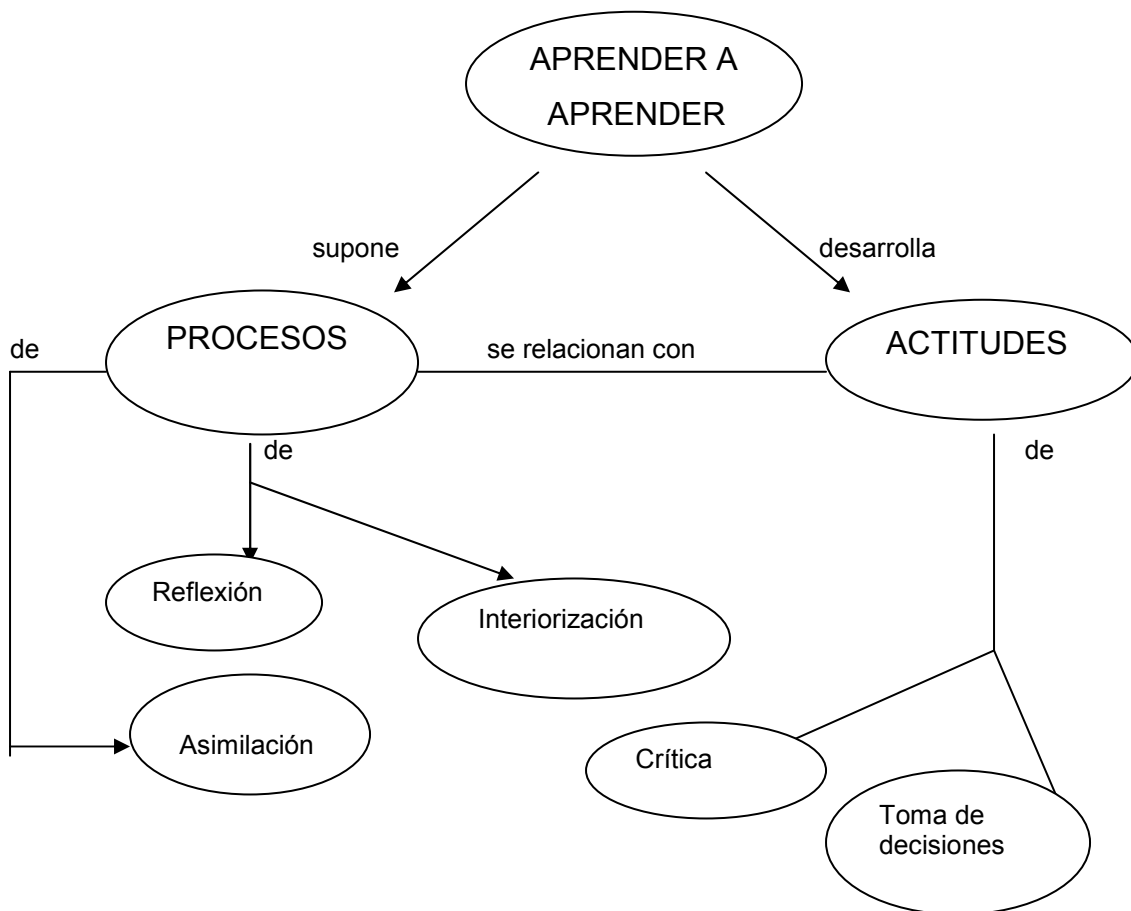 APRENDER A
APRENDER
supone
desarrolla
PROCESOS
ACTITUDES
de
se relacionan con
de
de
Reflexión
Interiorización
Asimilación
Crítica
Toma de
decisiones